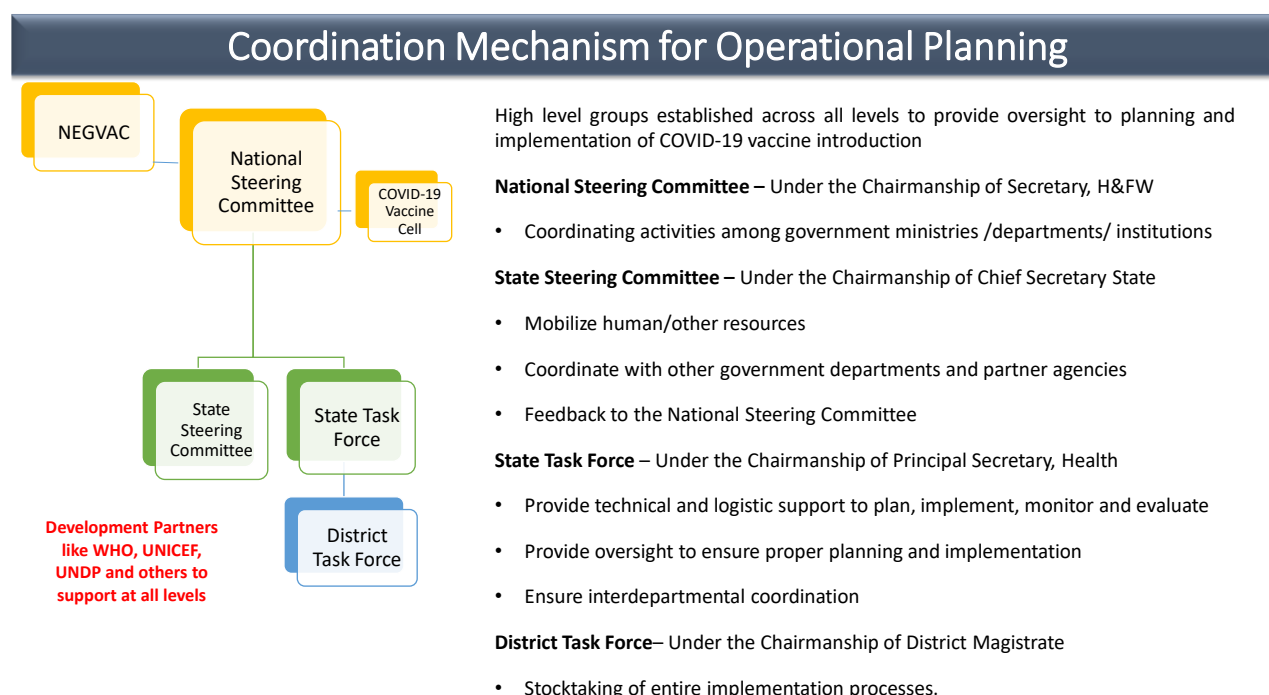 Coordination Mechanism for Operational Planning
NEGVAC
National
Steering
Committee
COVID-19
Vaccine
Cell
State
Steering
Committee
State Task
Force
District
Task Force
Development Partners
like WHO, UNICEF,
UNDP and others to
support at all levels
High level groups established across all levels to provide oversight to planning and
implementation of COVID-19 vaccine introduction
National Steering Committee – Under the Chairmanship of Secretary, H&FW
• Coordinating activities among government ministries /departments/ institutions
State Steering Committee – Under the Chairmanship of Chief Secretary State
• Mobilize human/other resources
• Coordinate with other government departments and partner agencies
• Feedback to the National Steering Committee
State Task Force – Under the Chairmanship of Principal Secretary, Health
• Provide technical and logistic support to plan, implement, monitor and evaluate
• Provide oversight to ensure proper planning and implementation
• Ensure interdepartmental coordination
District Task Force– Under the Chairmanship of District Magistrate
• Stocktaking of entire implementation processes.